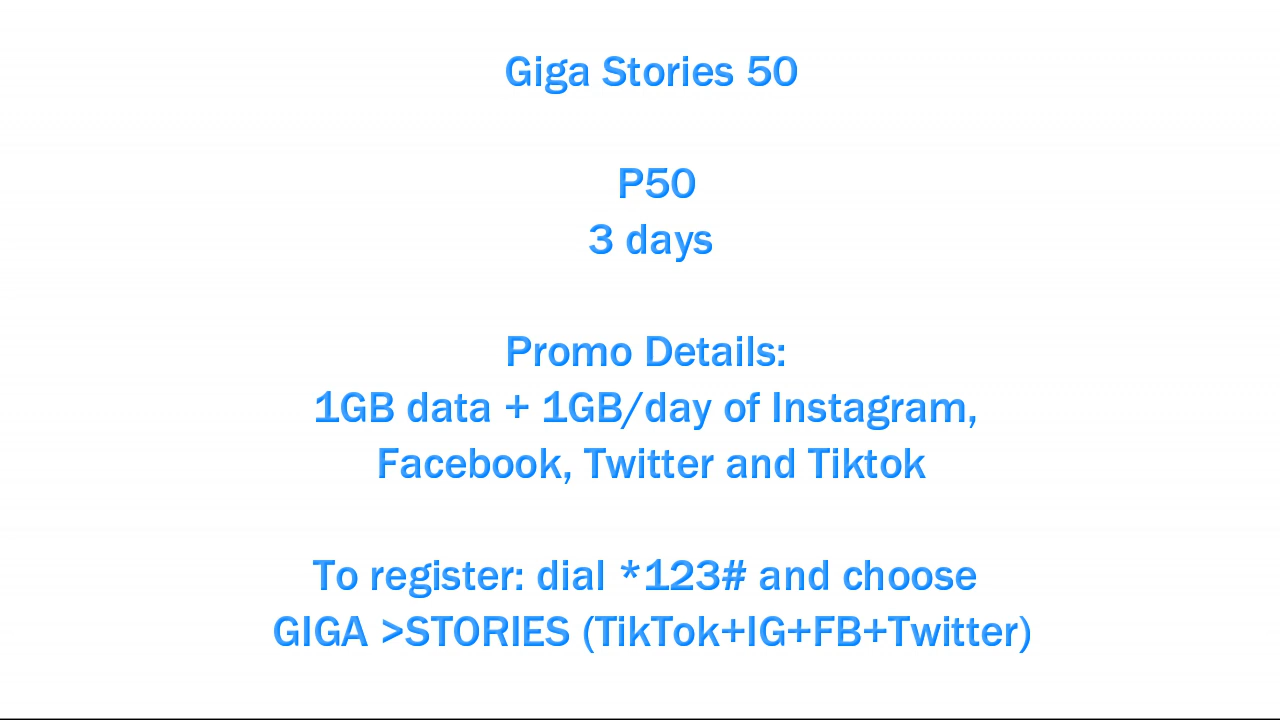 Giga Stories 50
P50
3 days
Promo Details:
1GB data + 1GB/day of Instagram,
Facebook, Twitter and Tiktok
To register: dial *123# and choose
GIGA >STORIES (TikTok+IG+FB+Twitter)